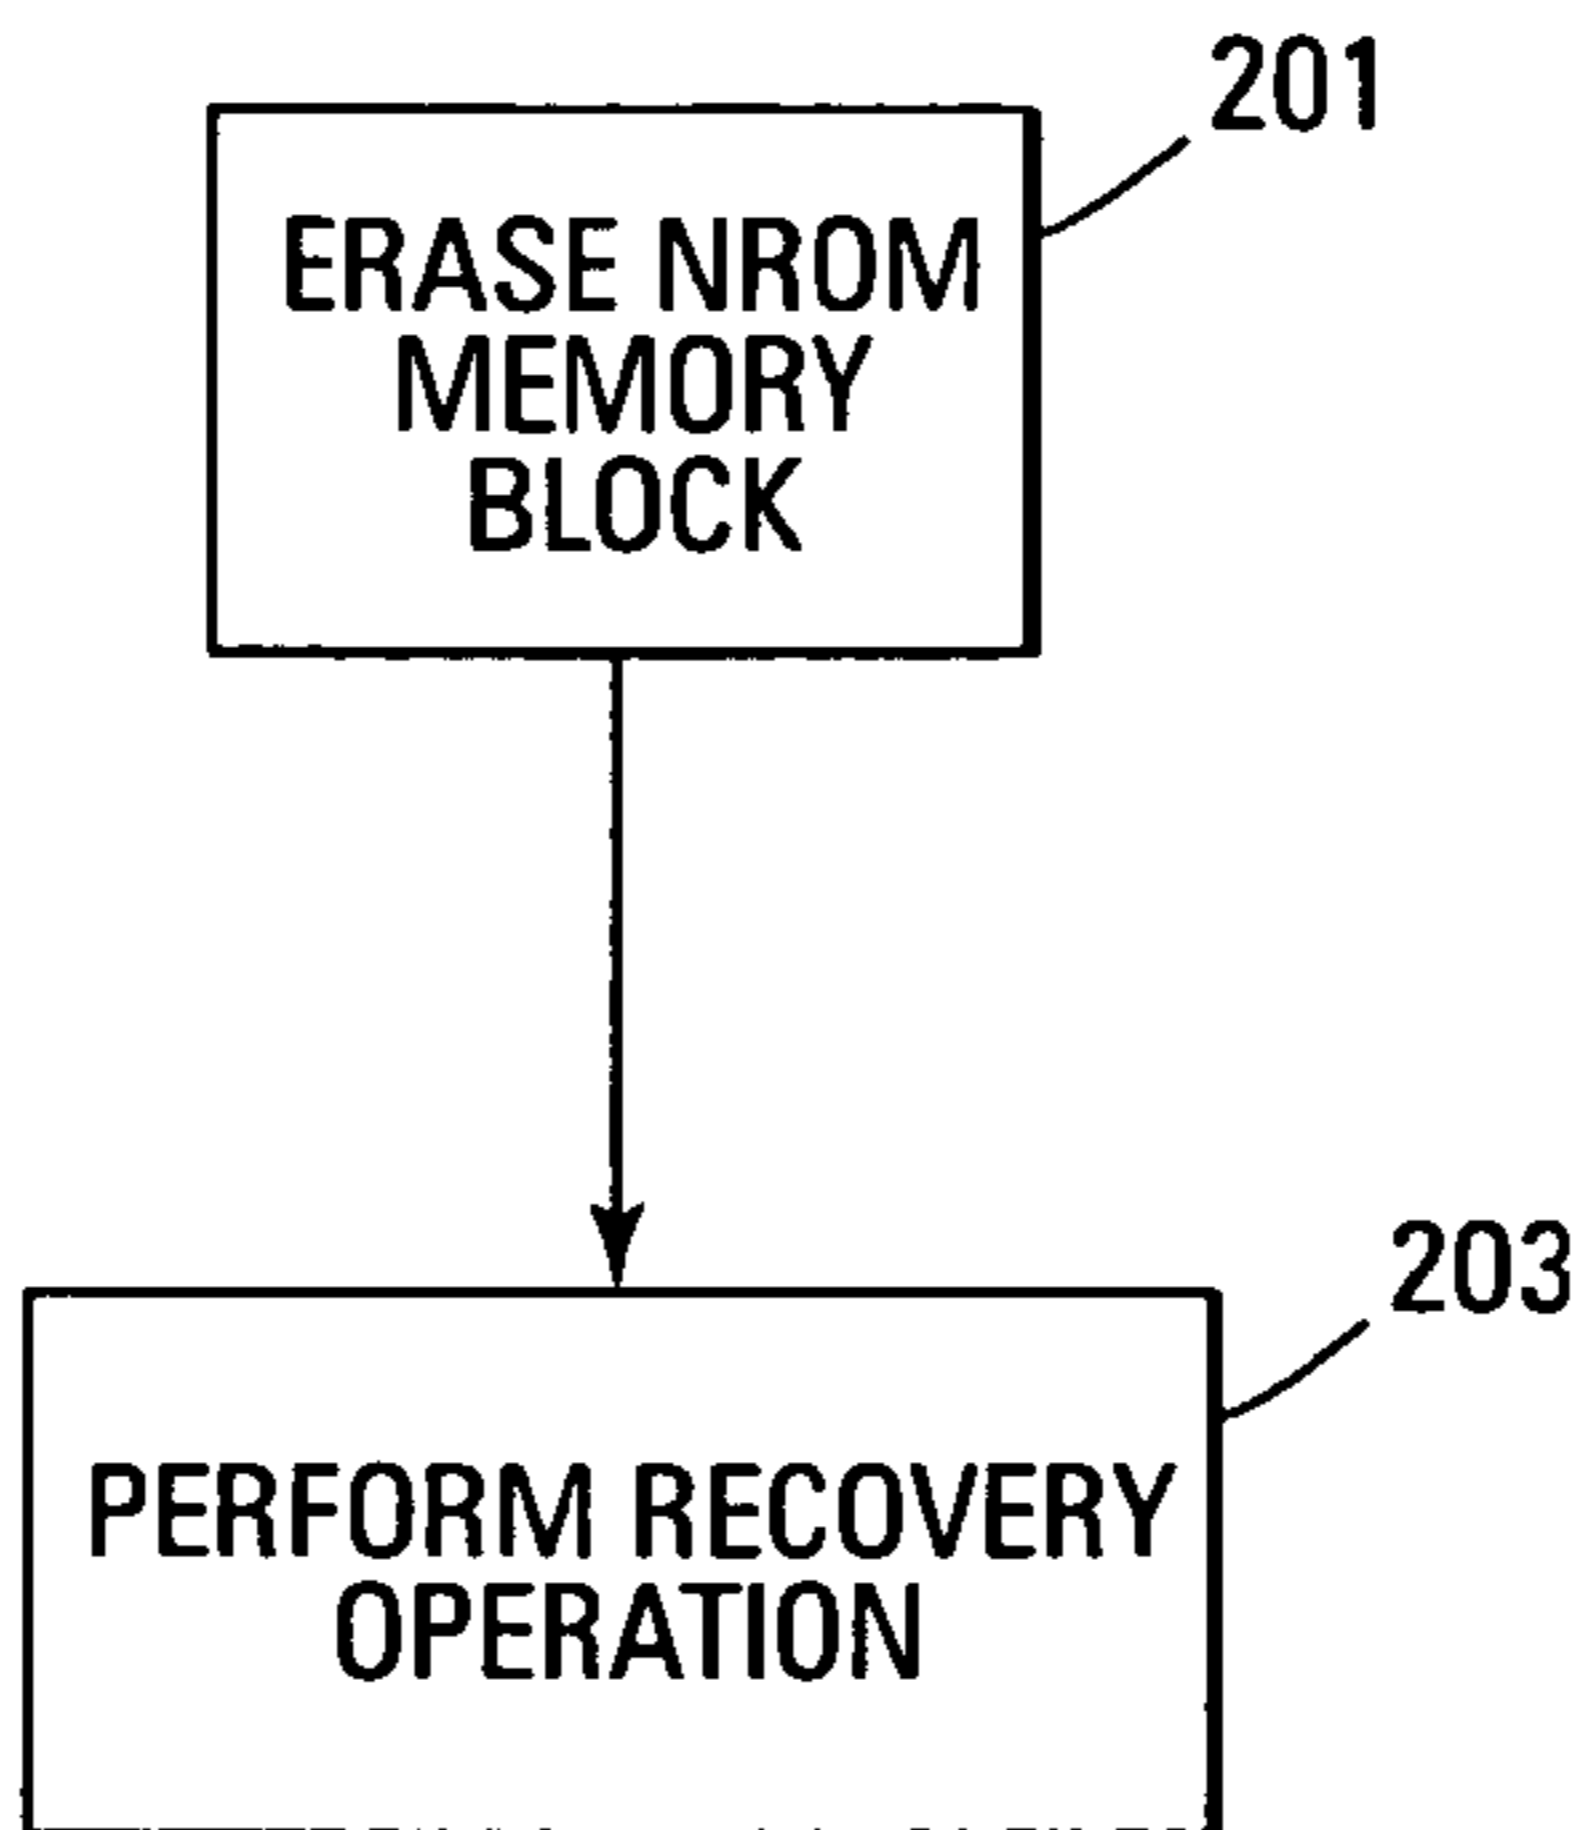 201
ERASE NROM
MEMORY
BLOCK
203
PERFORM RECOVERY
OPERATION